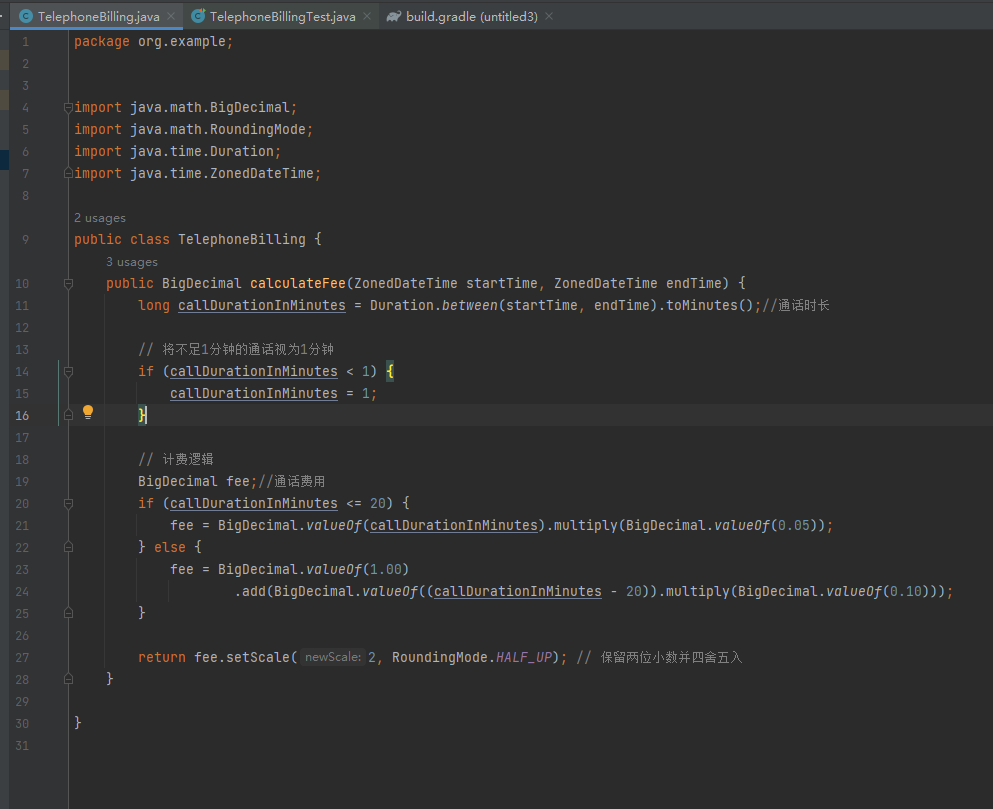 TelephoneBilling.java × TelephoneBillingTest.java × build.gradle (untitled3) ×
1 package org.example;
2
3
4 import java.math.BigDecimal;
5 import java.math.RoundingMode;
6 import java.time.Duration;
7 import java.time.ZonedDateTime;
8
2 usages
9 public class TelephoneBilling {
3 usages
10 public BigDecimal calculateFee(ZonedDateTime startTime, ZonedDateTime endTime) {
11 long callDurationInMinutes = Duration.between(startTime, endTime).toMinutes();//通话时长
12
13 // 将不足1分钟的通话视为1分钟
14 if (callDurationInMinutes < 1) {
15 callDurationInMinutes = 1;
16 }
17
18 // 计费逻辑
19 BigDecimal fee;//通话费用
20 if (callDurationInMinutes <= 20) {
21 fee = BigDecimal.valueOf(callDurationInMinutes).multiply(BigDecimal.valueOf(0.05));
22 } else {
23 fee = BigDecimal.valueOf(1.00)
24 .add(BigDecimal.valueOf((callDurationInMinutes - 20)).multiply(BigDecimal.valueOf(0.10)));
25 }
26
27 return fee.setScale( newScale: 2, RoundingMode.HALF_UP); // 保留两位小数并四舍五入
28 }
29
30 }
31